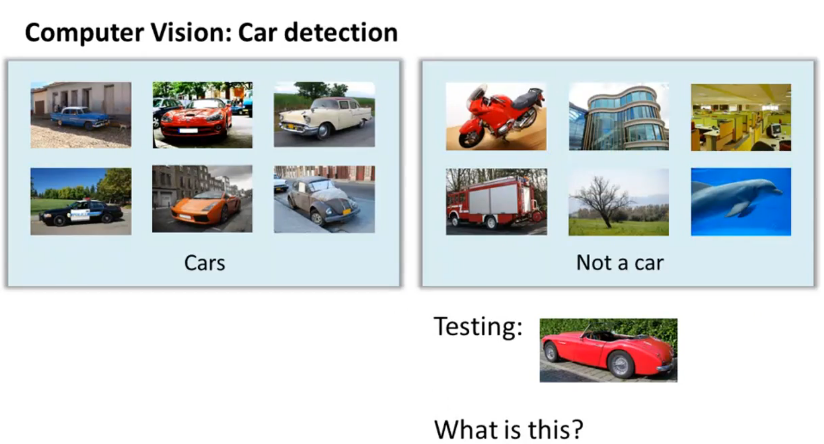 Computer Vision: Car detection
Cars
Not a car
Testing:
What is this?